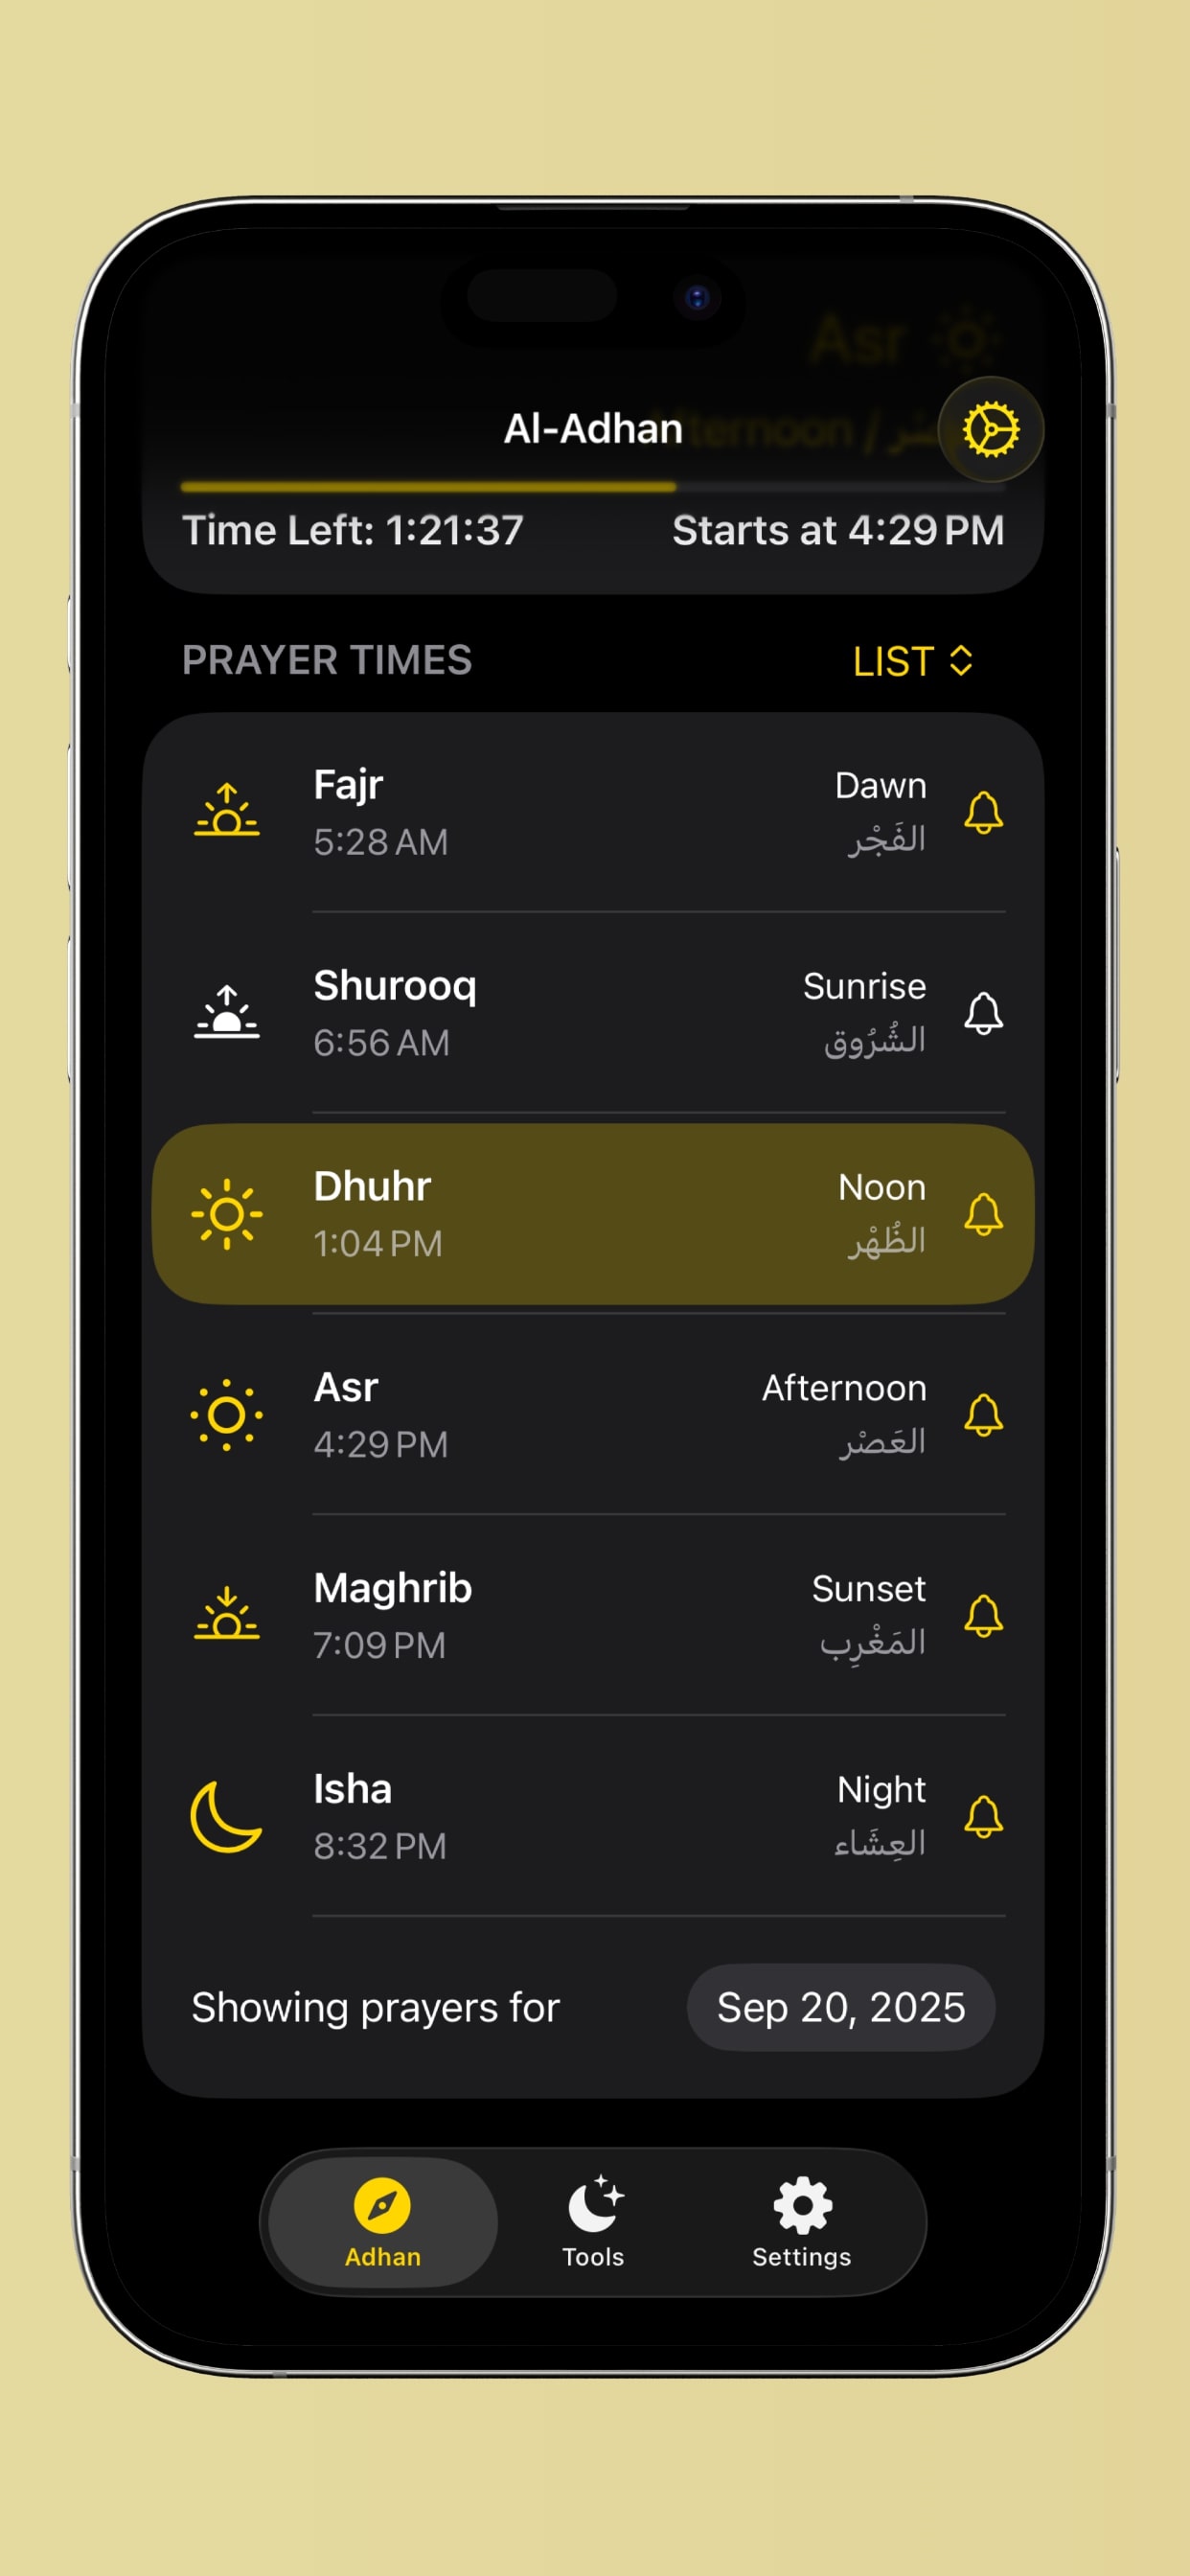 Asr
Al-Adhan
Time Left: 1:21:37
Starts at 4:29 PM
PRAYER TIMES
LIST
Fajr
Dawn
5:28 AM
الفَجْر
Shurooq
Sunrise
6:56 AM
الشُرُوق
Dhuhr
Noon
1:04 PM
الظُهْر
Asr
Afternoon
4:29 PM
العَصْر
Maghrib
Sunset
7:09 PM
المَغْرِب
Isha
Night
8:32 PM
العِشَاء
Showing prayers for
Sep 20, 2025
Adhan
Tools
Settings